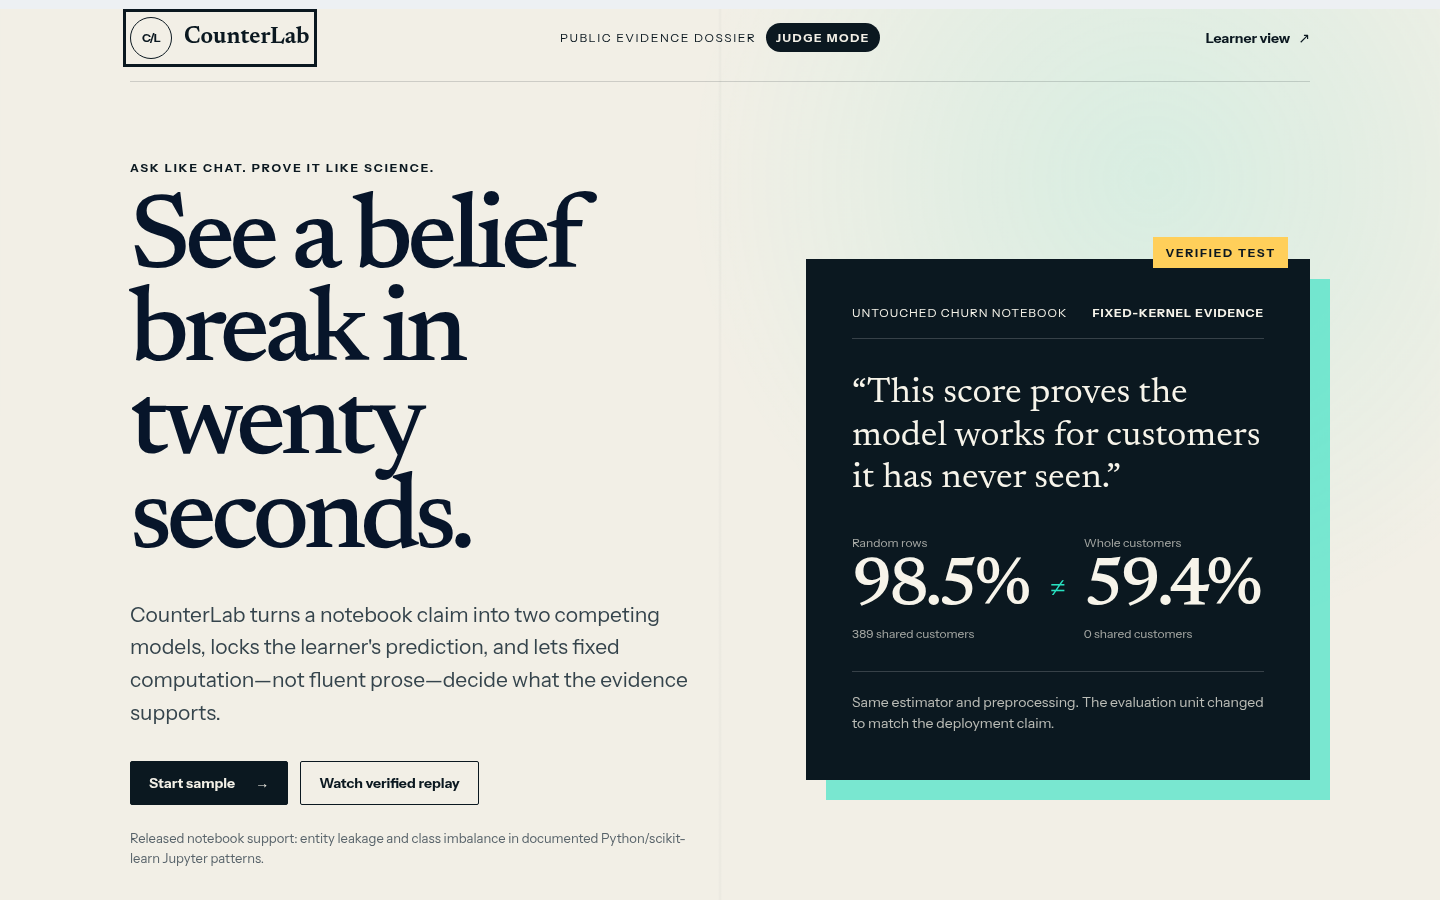 C/L CounterLab
PUBLIC EVIDENCE DOSSIER JUDGE MODE
Learner view ↗
ASK LIKE CHAT. PROVE IT LIKE SCIENCE.
See a belief
break in
twenty
seconds.
CounterLab turns a notebook claim into two competing
models, locks the learner's prediction, and lets fixed
computation—not fluent prose—decide what the evidence
supports.
Start sample →
Watch verified replay
Released notebook support: entity leakage and class imbalance in documented Python/scikit-
learn Jupyter patterns.
VERIFIED TEST
UNTOUCHED CHURN NOTEBOOK FIXED-KERNEL EVIDENCE
“This score proves the
model works for customers
it has never seen.”
Random rows Whole customers
98.5% ≠ 59.4%
389 shared customers 0 shared customers
Same estimator and preprocessing. The evaluation unit changed
to match the deployment claim.